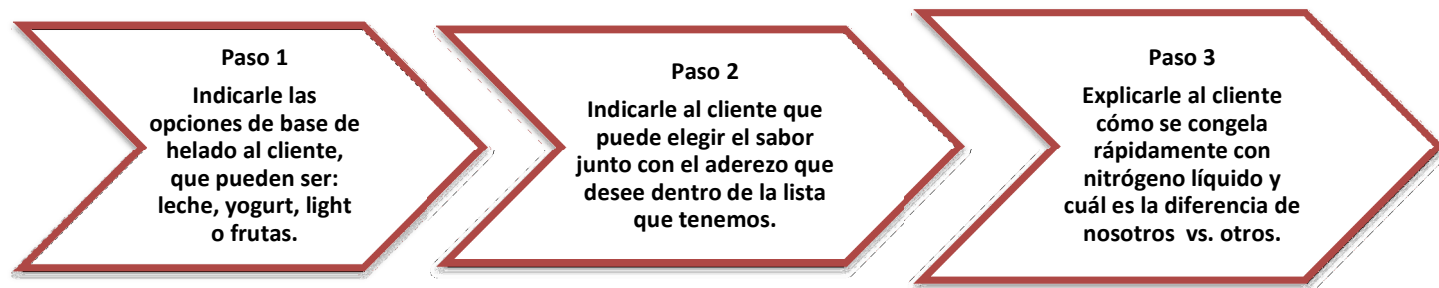 Paso 1
Indicarle las
opciones de base de
helado al cliente,
que pueden ser:
leche, yogurt, light
o frutas.
Paso 2
Indicarle al cliente que
puede elegir el sabor
junto con el aderezo que
desee dentro de la lista
que tenemos.
Paso 3
Explicarle al cliente
cómo se congela
rápidamente con
nitrógeno líquido y
cuál es la diferencia de
nosotros vs. otros.